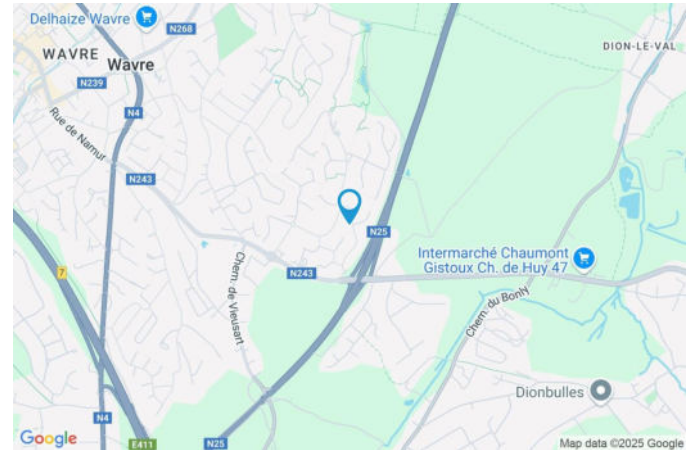 Delhaize Wavre
N268
WAVRE
Wavre
DION-LE-VAL
N239
N4
Rue de Namur
N243
N25
Intermarché Chaumont
Gistoux Ch. de Huy 47
N243
7
Chem. de Vieusart
Chem. du Bonly
Dionbulles
N4
E411
N25
Google
Map data ©2025 Google